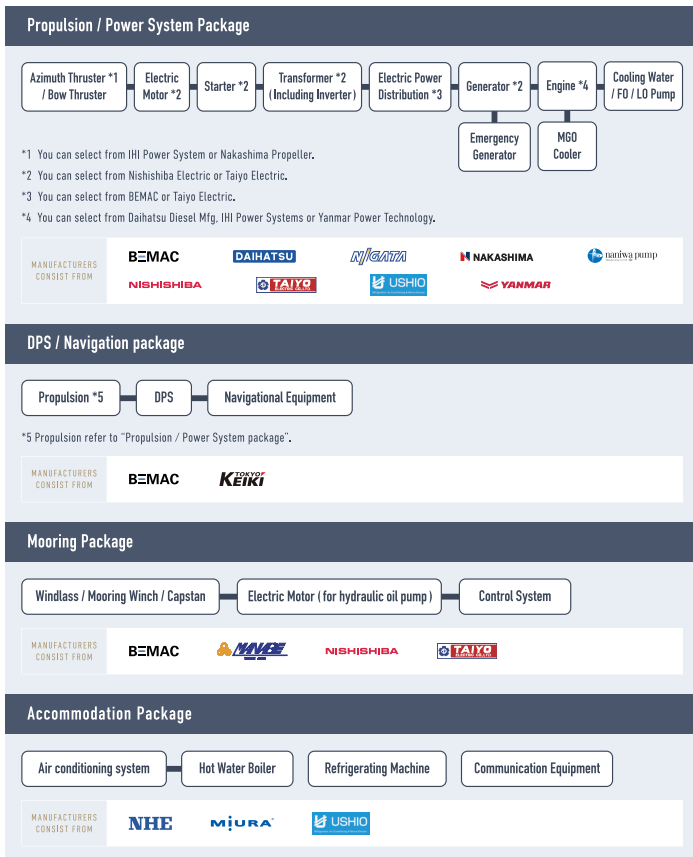 Propulsion / Power System Package
Azimuth Thruster *1
/ Bow Thruster
Electric
Motor *2
Starter *2
Transformer *2
(Including Inverter)
Electric Power
Distribution *3
Generator *2
Engine *4
Cooling Water
/ FO / LO Pump
Emergency
Generator
MGO
Cooler
*1 You can select from IHI Power System or Nakashima Propeller.
*2 You can select from Nishishiba Electric or Taiyo Electric.
*3 You can select from BEMAC or Taiyo Electric.
*4 You can select from Daihatsu Diesel Mfg, IHI Power Systems or Yanmar Power Technology.
MANUFACTURERS
CONSIST FROM
BEMAC
DAIHATSU
NIIGATA
NAKASHIMA
naniwa pump
NISHISHIBA
TAIYO
ELECTRIC CO.,LTD.
USHIO
YANMAR
DPS / Navigation package
Propulsion *5
DPS
Navigational Equipment
*5 Propulsion refer to "Propulsion / Power System package".
MANUFACTURERS
CONSIST FROM
BEMAC
TOKYO
KEIKI
Mooring Package
Windlass / Mooring Winch / Capstan
Electric Motor ( for hydraulic oil pump )
Control System
MANUFACTURERS
CONSIST FROM
BEMAC
MANABE
NISHISHIBA
TAIYO
ELECTRIC CO.,LTD.
Accommodation Package
Air conditioning system
Hot Water Boiler
Refrigerating Machine
Communication Equipment
MANUFACTURERS
CONSIST FROM
NHE
MIURA
USHIO